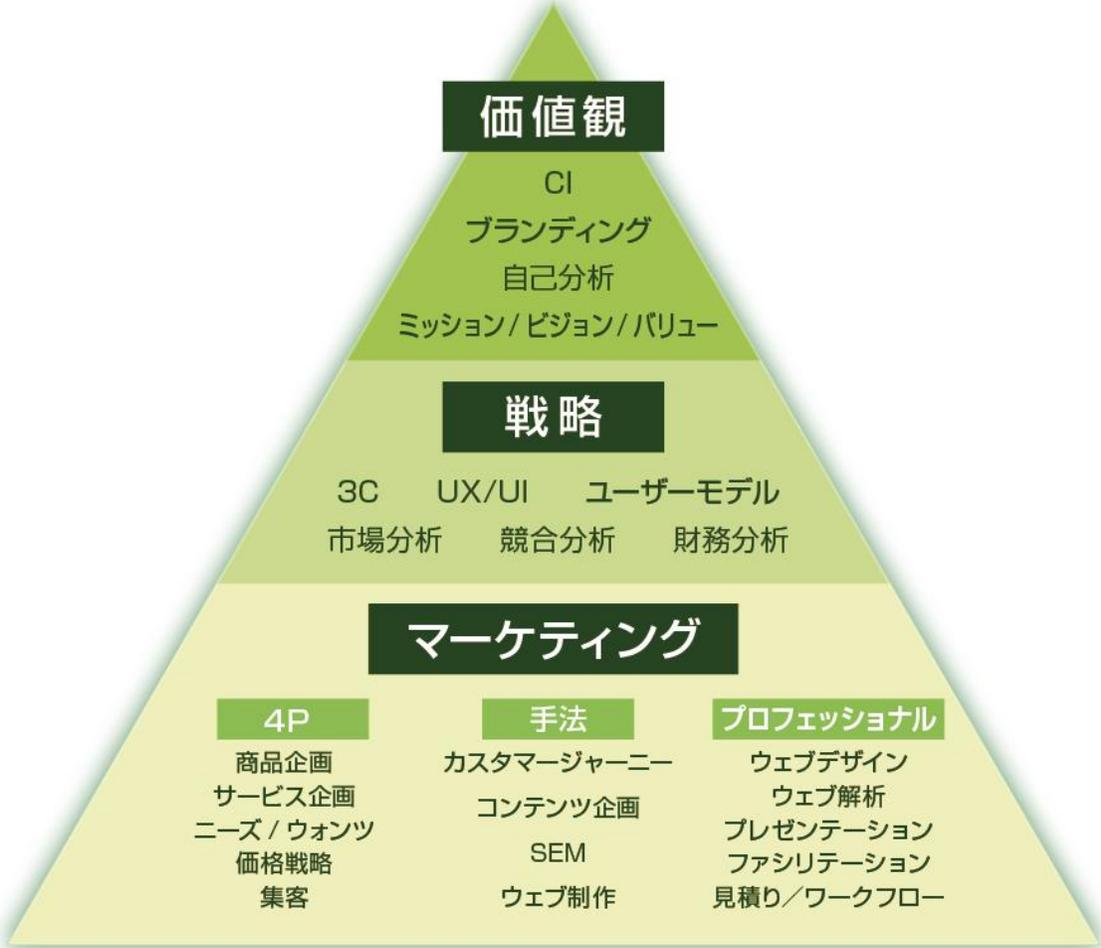 価値観
CI
ブランディング
自己分析
ミッション / ビジョン / バリュー
戦略
3C UX/UI ユーザーモデル
市場分析 競合分析 財務分析
マーケティング
4P
商品企画
サービス企画
ニーズ / ウォンツ
価格戦略
集客
手法
カスタマージャーニー
コンテンツ企画
SEM
ウェブ制作
プロフェッショナル
ウェブデザイン
ウェブ解析
プレゼンテーション
ファシリテーション
見積り／ワークフロー